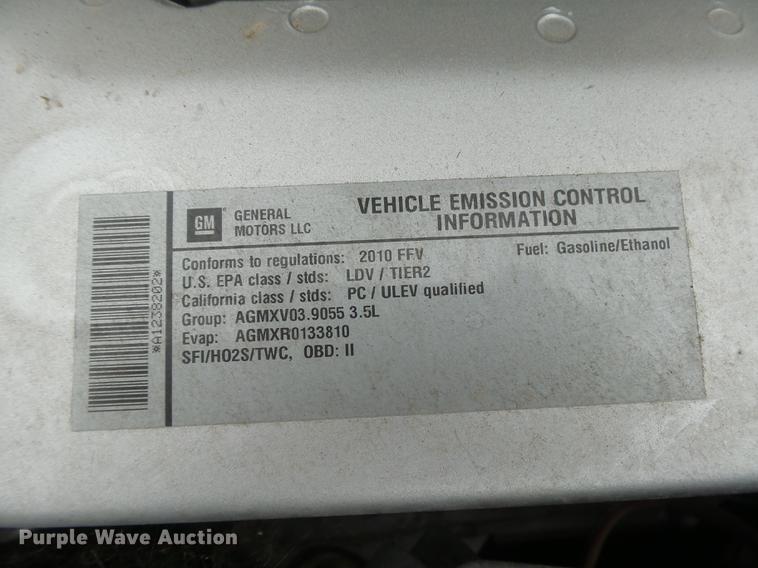 GM
GENERAL MOTORS LLC
VEHICLE EMISSION CONTROL
INFORMATION
Conforms to regulations: 2010 FFV
Fuel: Gasoline/Ethanol
U.S. EPA class / stds: LDV / TIER2
California class / stds: PC / ULEV qualified
Group: AGMXV03.9055 3.5L
Evap: AGMXR0133810
SFI/HO2S/TWC, OBD: II
*A1238202*
Purple Wave Auction